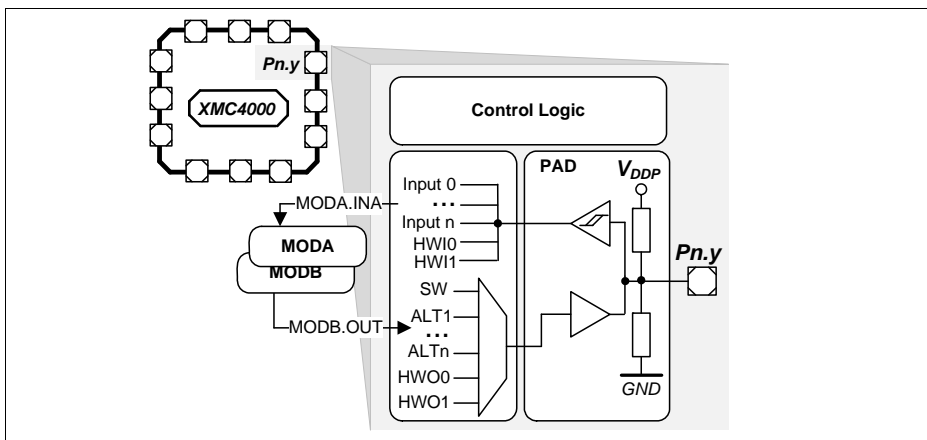 Pn.y
XMC4000
Control Logic
PAD
VDDP
Input 0
...
Input n
HWI0
HWI1
MODA.INA
MODA
MODB
MODB.OUT
SW
ALT1
...
ALTn
HWO0
HWO1
Pn.y
GND